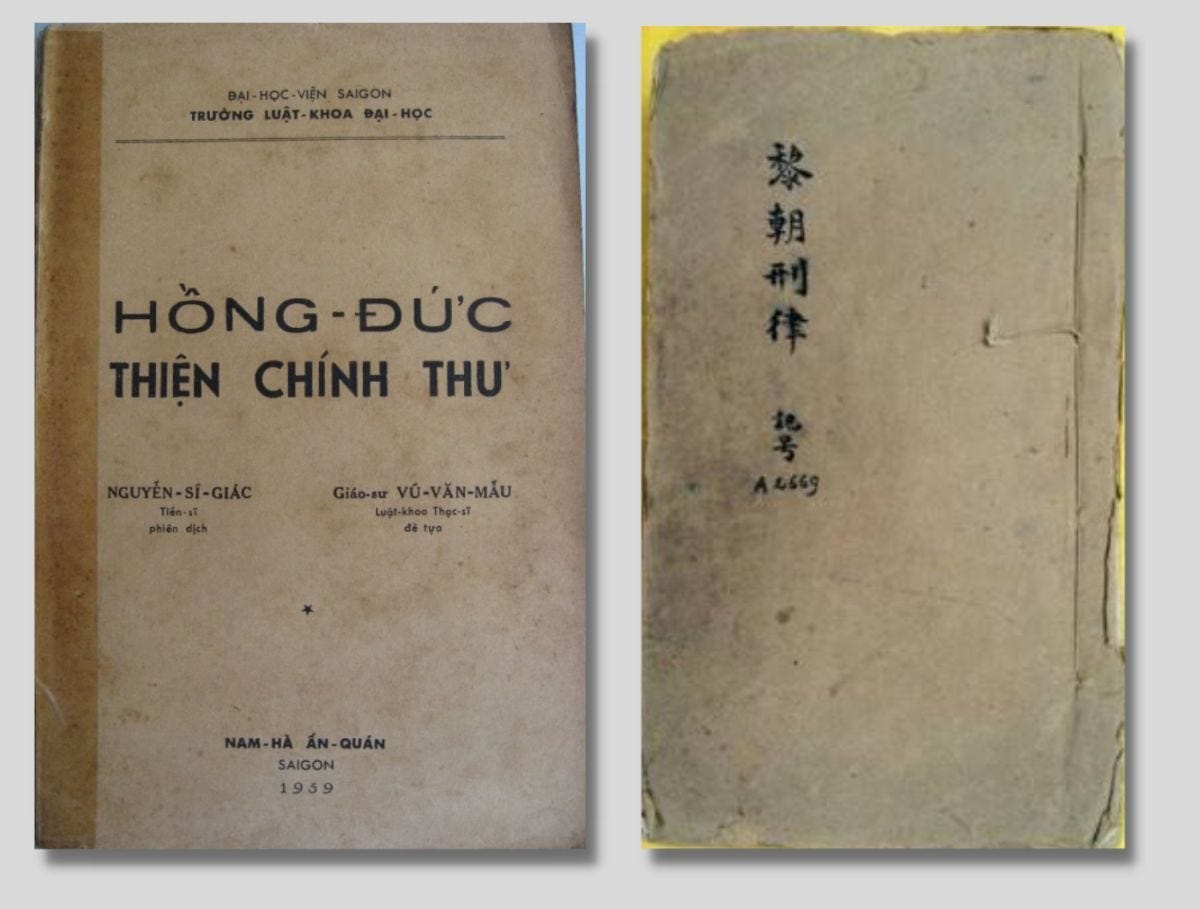 ĐẠI-HỌC-VIỆN SAIGON
TRƯỜNG LUẬT-KHOA ĐẠI-HỌC
HỒNG-ĐỨC
THIỆN CHÍNH THƯ
NGUYỄN-SĨ-GIÁC
Tiến-sĩ
phiên dịch
Giáo-sư VŨ-VĂN-MẪU
Luật-khoa Thạc-sĩ
đề tựa
NAM-HÀ ẤN-QUÁN
SAIGON
1959
黎朝刑律
記号
A 2669